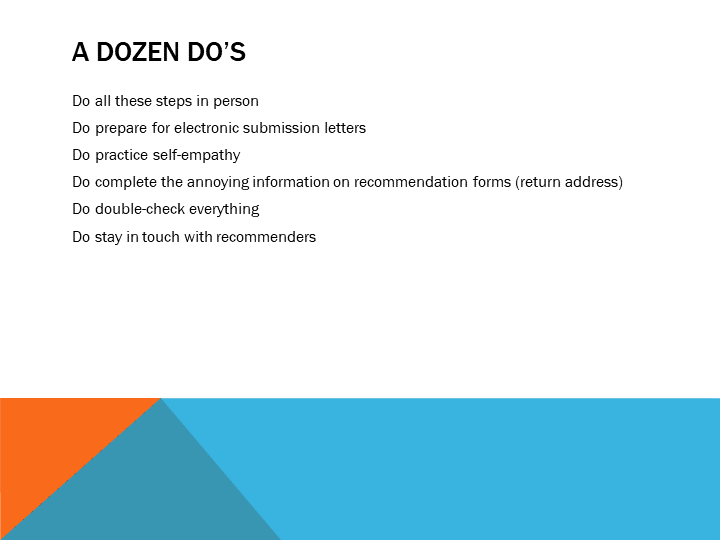 A DOZEN DO’S
Do all these steps in person
Do prepare for electronic submission letters
Do practice self-empathy
Do complete the annoying information on recommendation forms (return address)
Do double-check everything
Do stay in touch with recommenders